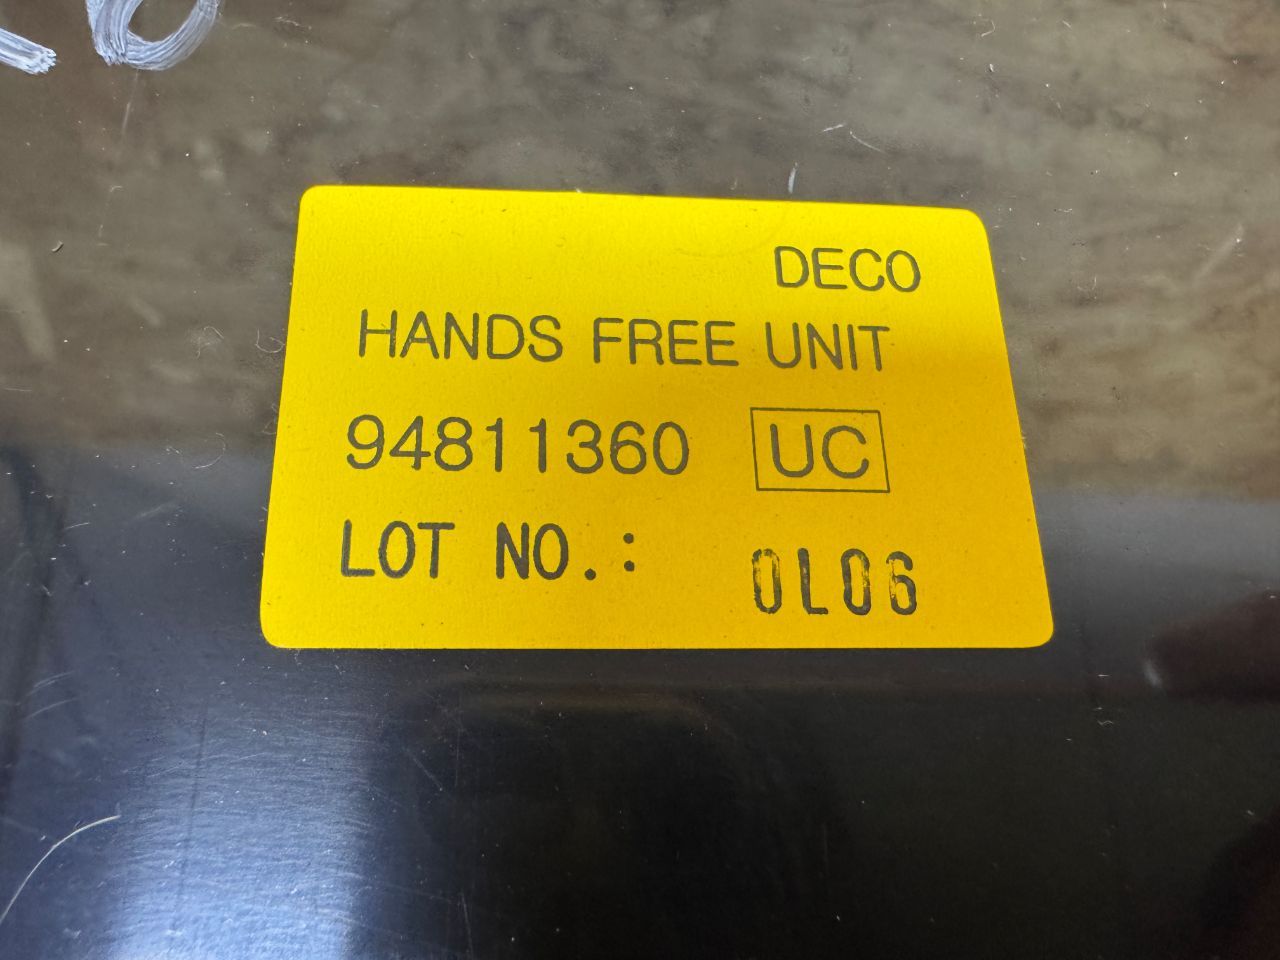 DECO
HANDS FREE UNIT
94811360 UC
LOT NO.: 0L06